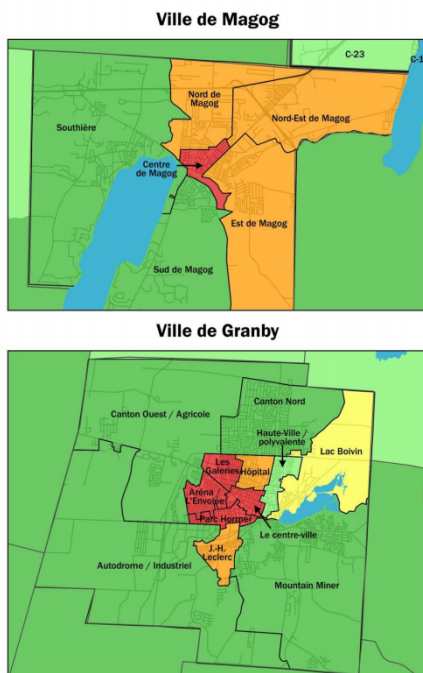 Ville de Magog
C-23
C-1
Nord de
Magog
Nord-Est de Magog
Southière
Centre
de Magog
Est de Magog
Sud de Magog
Ville de Granby
Canton Nord
Canton Ouest / Agricole
Haute-Ville /
polyvalente
Lac Boivin
Les
Galeries
Hôpital
Aréna
L'Envolée
Parc Horner
Le centre-ville
J.-H.
Leclerc
Autodrome / Industriel
Mountain Miner